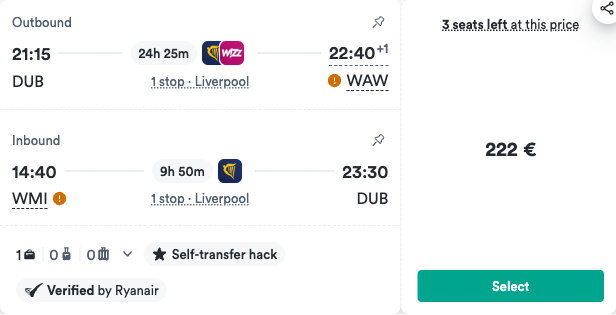 Outbound
3 seats left at this price
21:15 24h 25m W!ZZ 22:40+1
DUB 1 stop · Liverpool ! WAW
Inbound
222 €
14:40 9h 50m 23:30
WMI ! 1 stop · Liverpool DUB
1 0 0 Self-transfer hack
Verified by Ryanair
Select